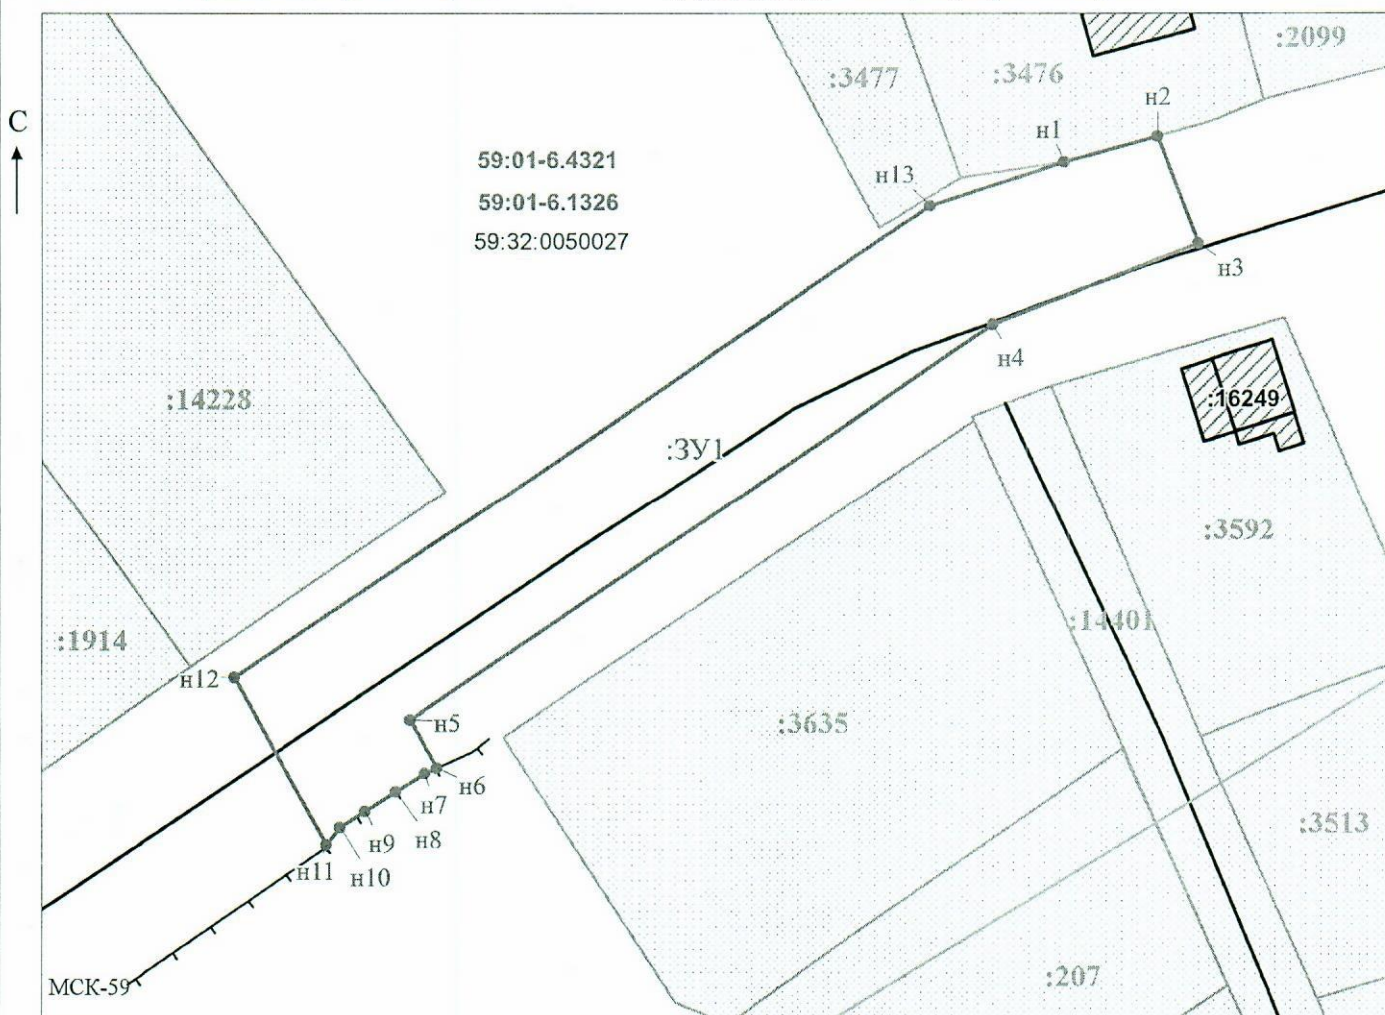 :2099
:3477
:3476
н2
С
н1
59:01-6.4321
н13
59:01-6.1326
59:32:0050027
н3
н4
:14228
:16249
:ЗУ1
:3592
:14401
:1914
н12
н5
:3635
н6
н7
н8
н9
:3513
н11
н10
:207
МСК-59